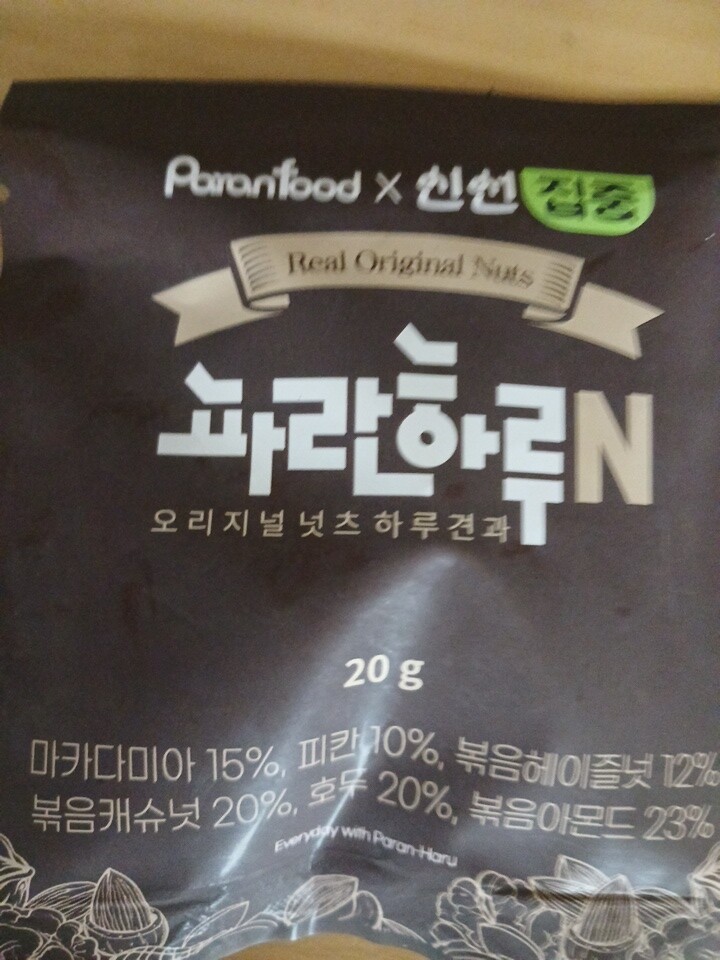 Paranfood X 신선집중
Real Original Nuts
파란하루N
오리지널 넛츠 하루견과
20 g
마카다미아 15%, 피칸 10%, 볶음헤이즐넛 12%
볶음캐슈넛 20%, 호두 20%, 볶음아몬드 23%
Everyday with Paran-Haru